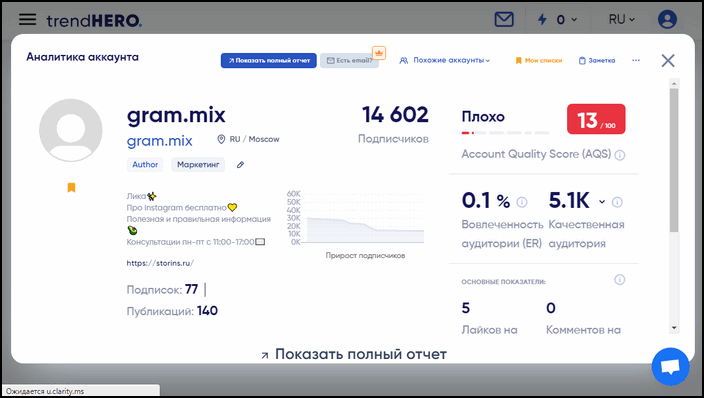 trendHERO.
0
RU
Аналитика аккаунта
Показать полный отчет
Есть email?
Похожие аккаунты
Мои списки
Заметка
gram.mix
14 602
Подписчиков
gram.mix
RU / Moscow
Author
Маркетинг
Лика
Про Instagram бесплатно
Полезная и правильная информация
Консультации пн-пт с 11:00-17:00
https://storins.ru/
Подписок: 77
Публикаций: 140
60K
50K
40K
30K
20K
10K
0K
Прирост подписчиков
Плохо
13 / 100
Account Quality Score (AQS)
0.1 %
5.1K
Вовлеченность аудитории (ER)
Качественная аудитория
ОСНОВНЫЕ ПОКАЗАТЕЛИ:
5
0
Лайков на
Комментов на
Показать полный отчет
Ожидается u.clarity.ms